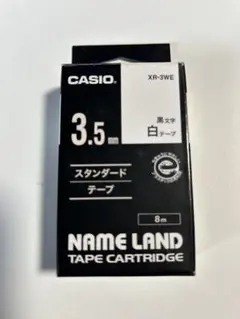 CASIO
XR-3WE
3.5mm
黒文字
白テープ
スタンダード
テープ
8m
NAME LAND
TAPE CARTRIDGE